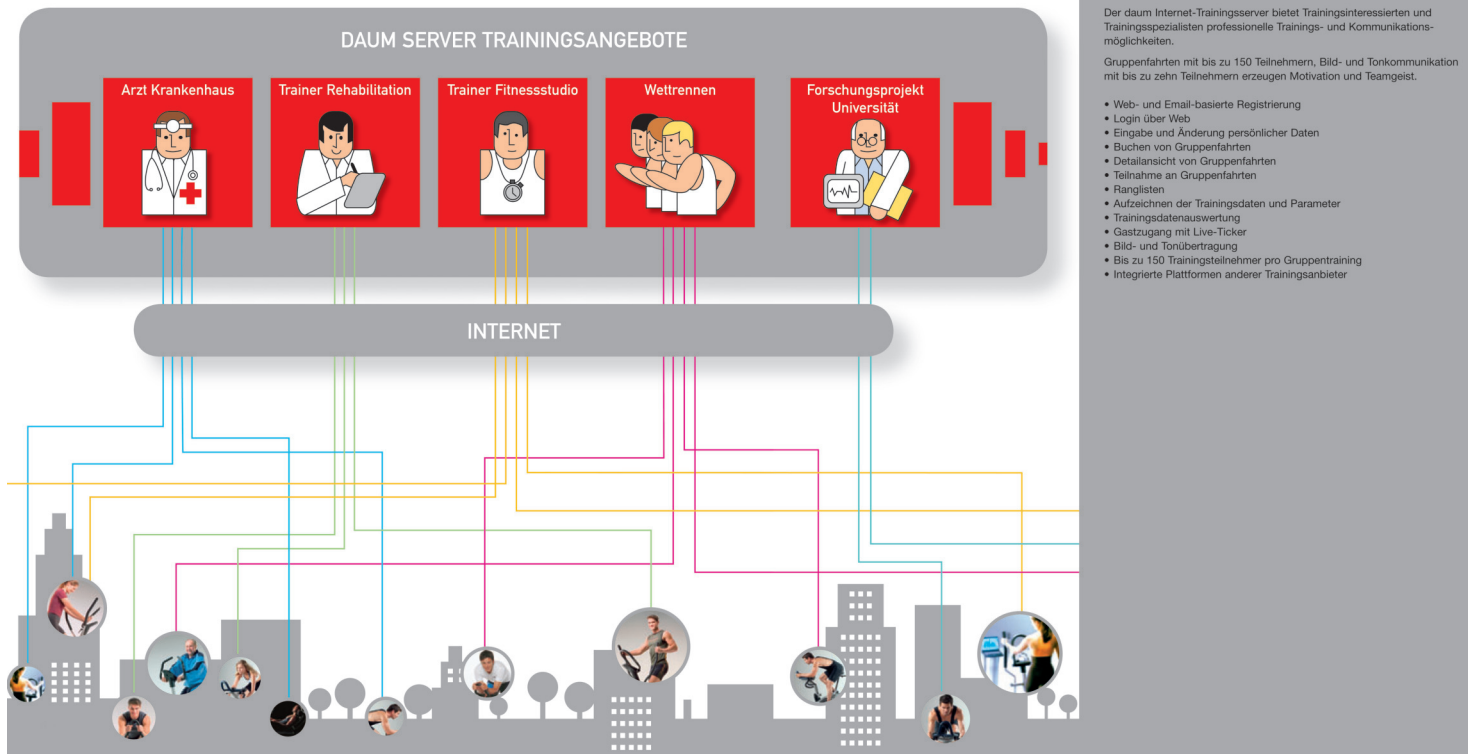 DAUM SERVER TRAININGSANGEBOTE
Arzt Krankenhaus
Trainer Rehabilitation
Trainer Fitnessstudio
Wettrennen
Forschungsprojekt
Universität
INTERNET
Der daum Internet-Trainingsserver bietet Trainingsinteressierten und
Trainingsspezialisten professionelle Trainings- und Kommunikations-
möglichkeiten.
Gruppenfahrten mit bis zu 150 Teilnehmern, Bild- und Tonkommunikation
mit bis zu zehn Teilnehmern erzeugen Motivation und Teamgeist.
• Web- und Email-basierte Registrierung
• Login über Web
• Eingabe und Änderung persönlicher Daten
• Buchen von Gruppenfahrten
• Detailansicht von Gruppenfahrten
• Teilnahme an Gruppenfahrten
• Ranglisten
• Aufzeichnen der Trainingsdaten und Parameter
• Trainingsdatenauswertung
• Gastzugang mit Live-Ticker
• Bild- und Tonübertragung
• Bis zu 150 Trainingsteilnehmer pro Gruppentraining
• Integrierte Plattformen anderer Trainingsanbieter